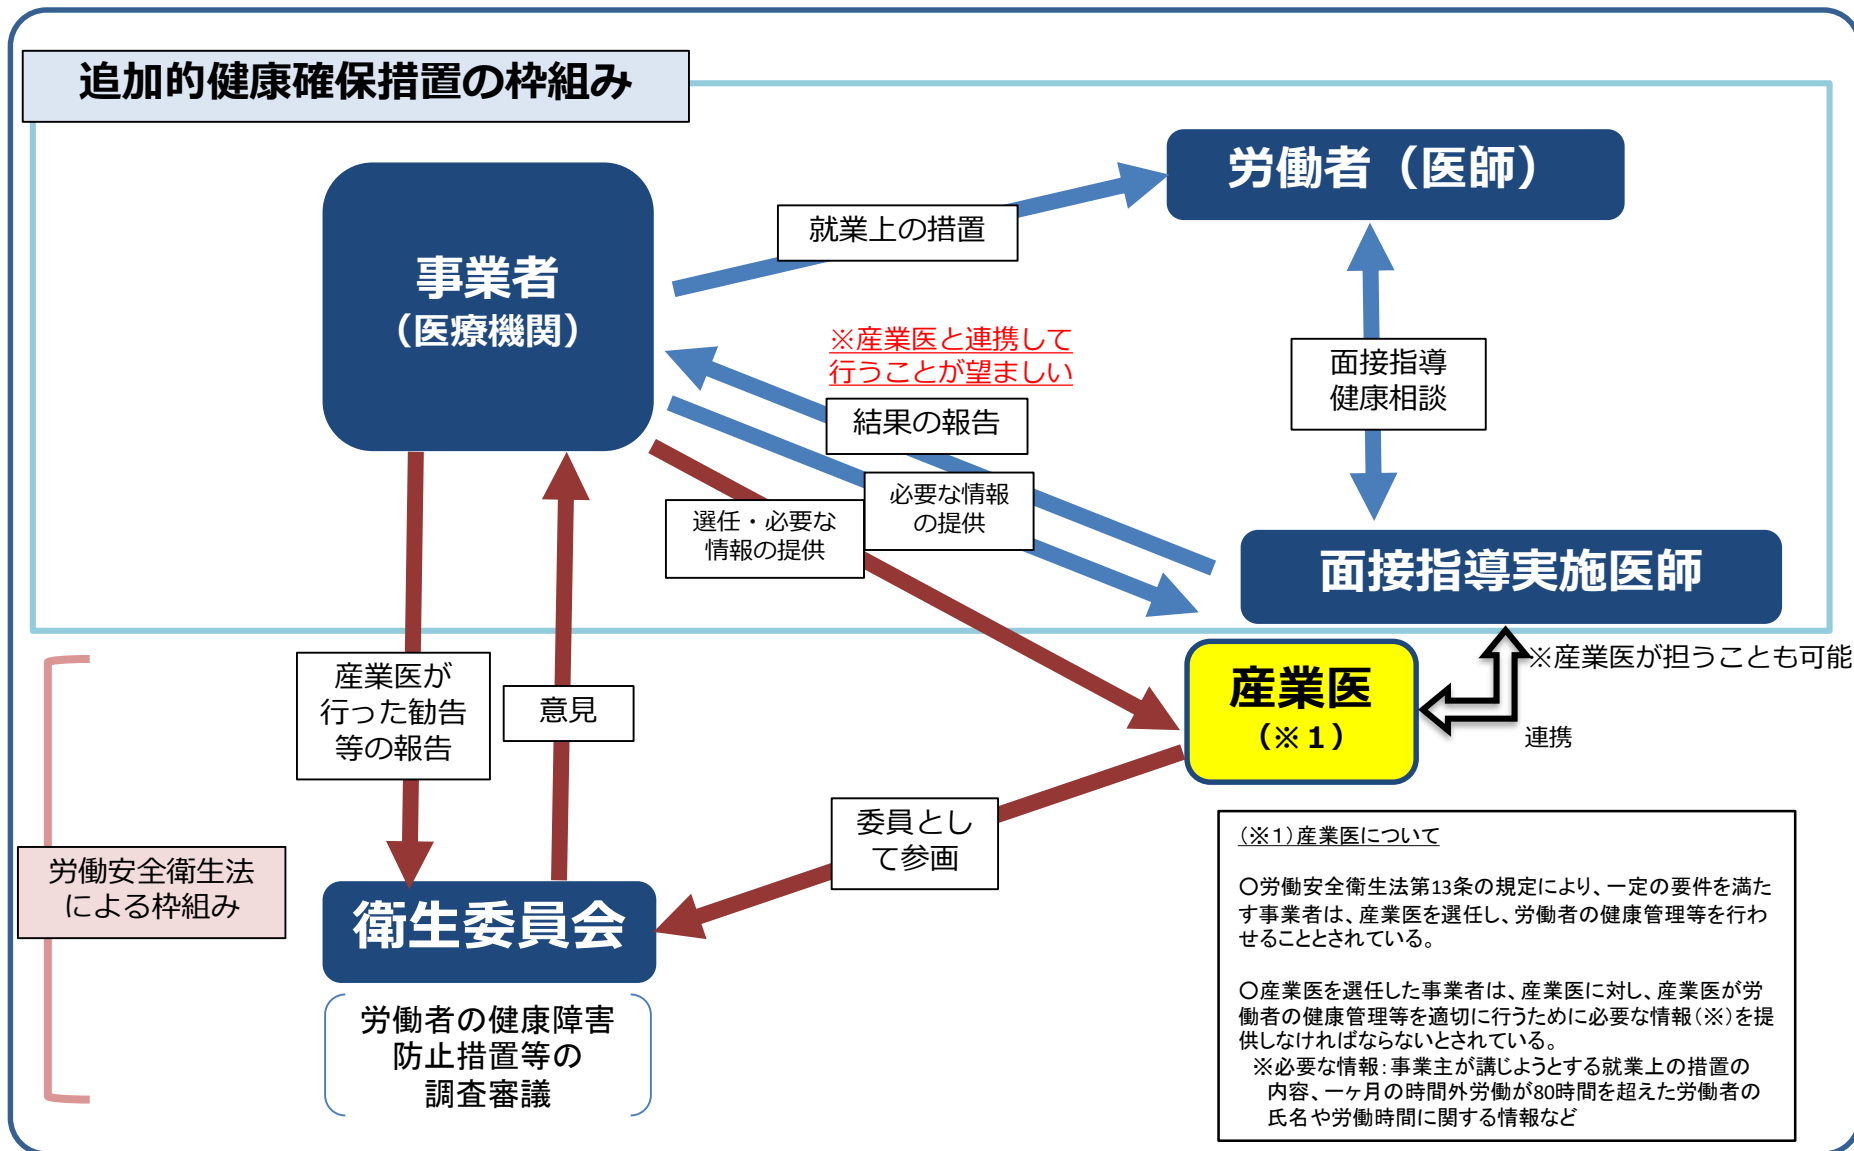 追加的健康確保措置の枠組み
労働者（医師）
事業者
（医療機関）
就業上の措置
※産業医と連携して
行うことが望ましい
結果の報告
面接指導
健康相談
必要な情報
の提供
選任・必要な
情報の提供
面接指導実施医師
※産業医が担うことも可能
産業医
（※１）
連携
産業医が
行った勧告
等の報告
意見
委員とし
て参画
労働安全衛生法
による枠組み
衛生委員会
労働者の健康障害
防止措置等の
調査審議
（※１）産業医について
○労働安全衛生法第13条の規定により、一定の要件を満た
す事業者は、産業医を選任し、労働者の健康管理等を行わ
せることとされている。
○産業医を選任した事業者は、産業医に対し、産業医が労
働者の健康管理等を適切に行うために必要な情報（※）を提
供しなければならないとされている。
※必要な情報：事業主が講じようとする就業上の措置の
内容、一ヶ月の時間外労働が80時間を超えた労働者の
氏名や労働時間に関する情報など